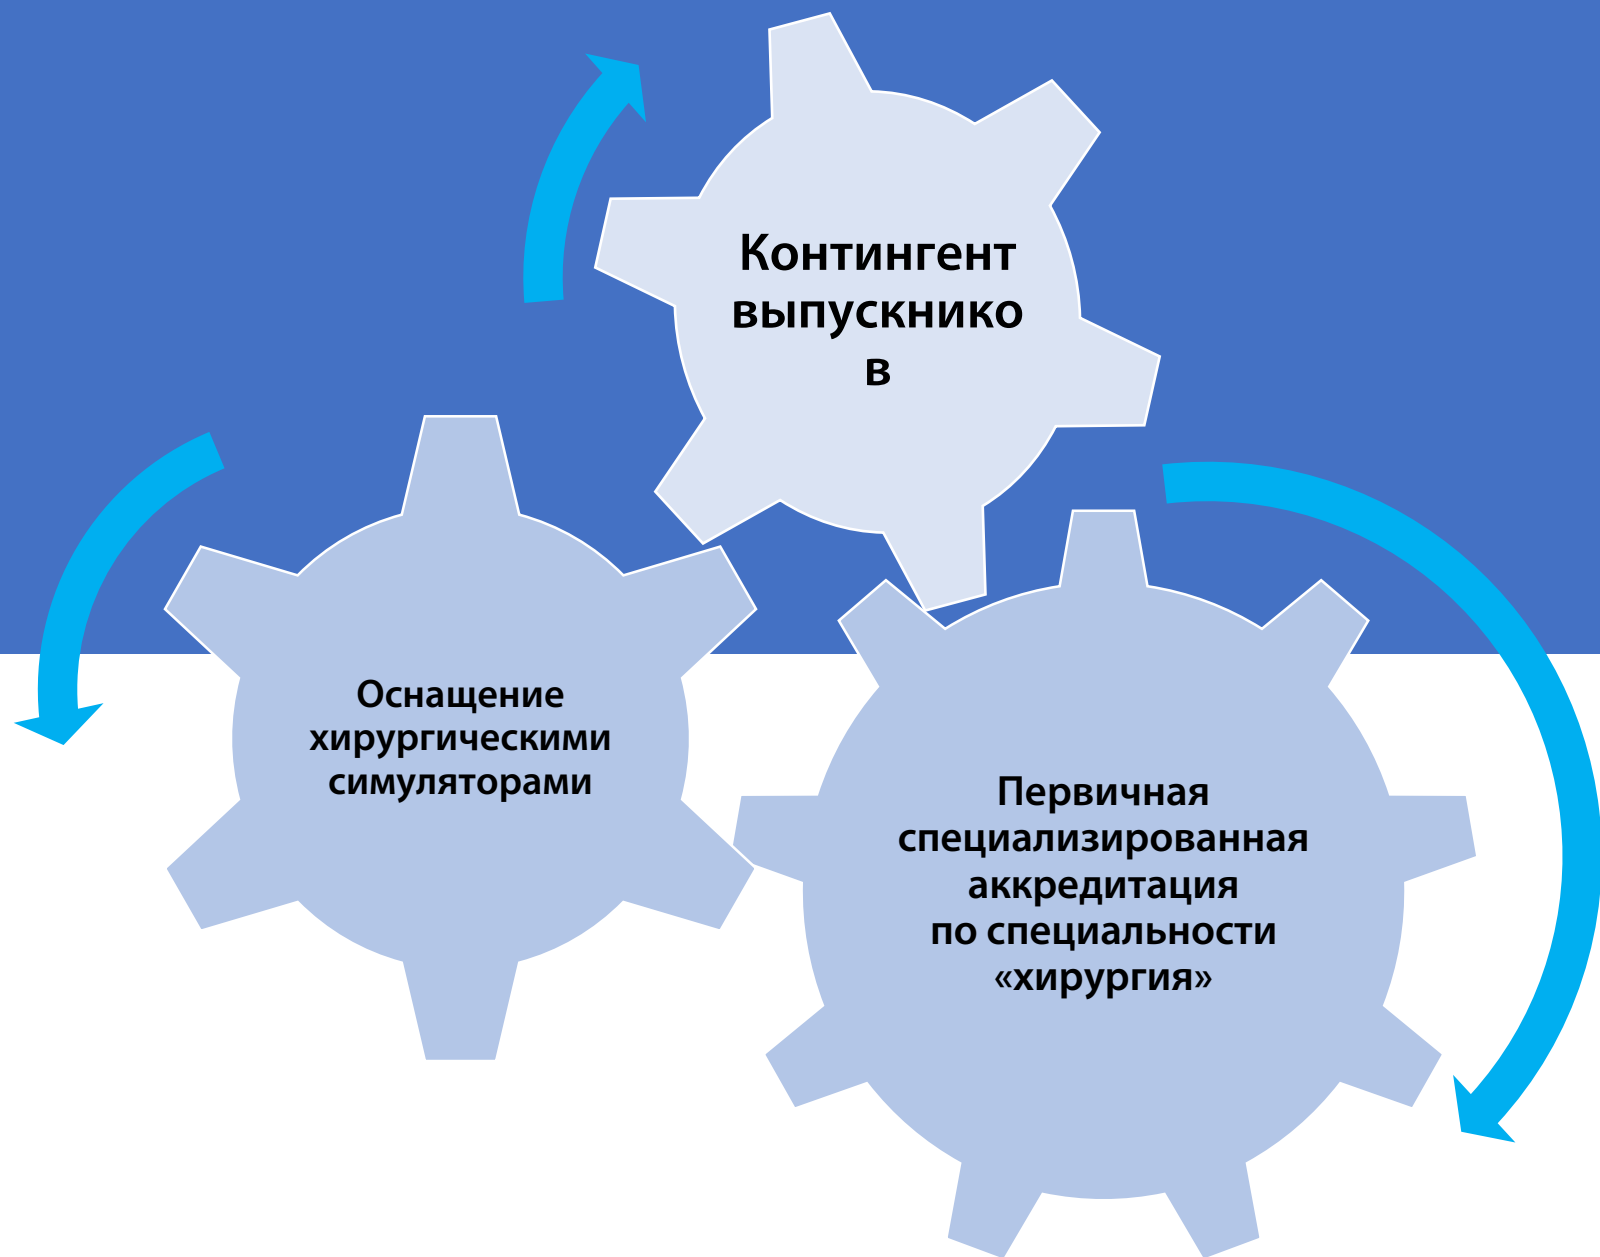 Контингент
выпускнико
в
Оснащение
хирургическими
симуляторами
Первичная
специализированная
аккредитация
по специальности
«хирургия»